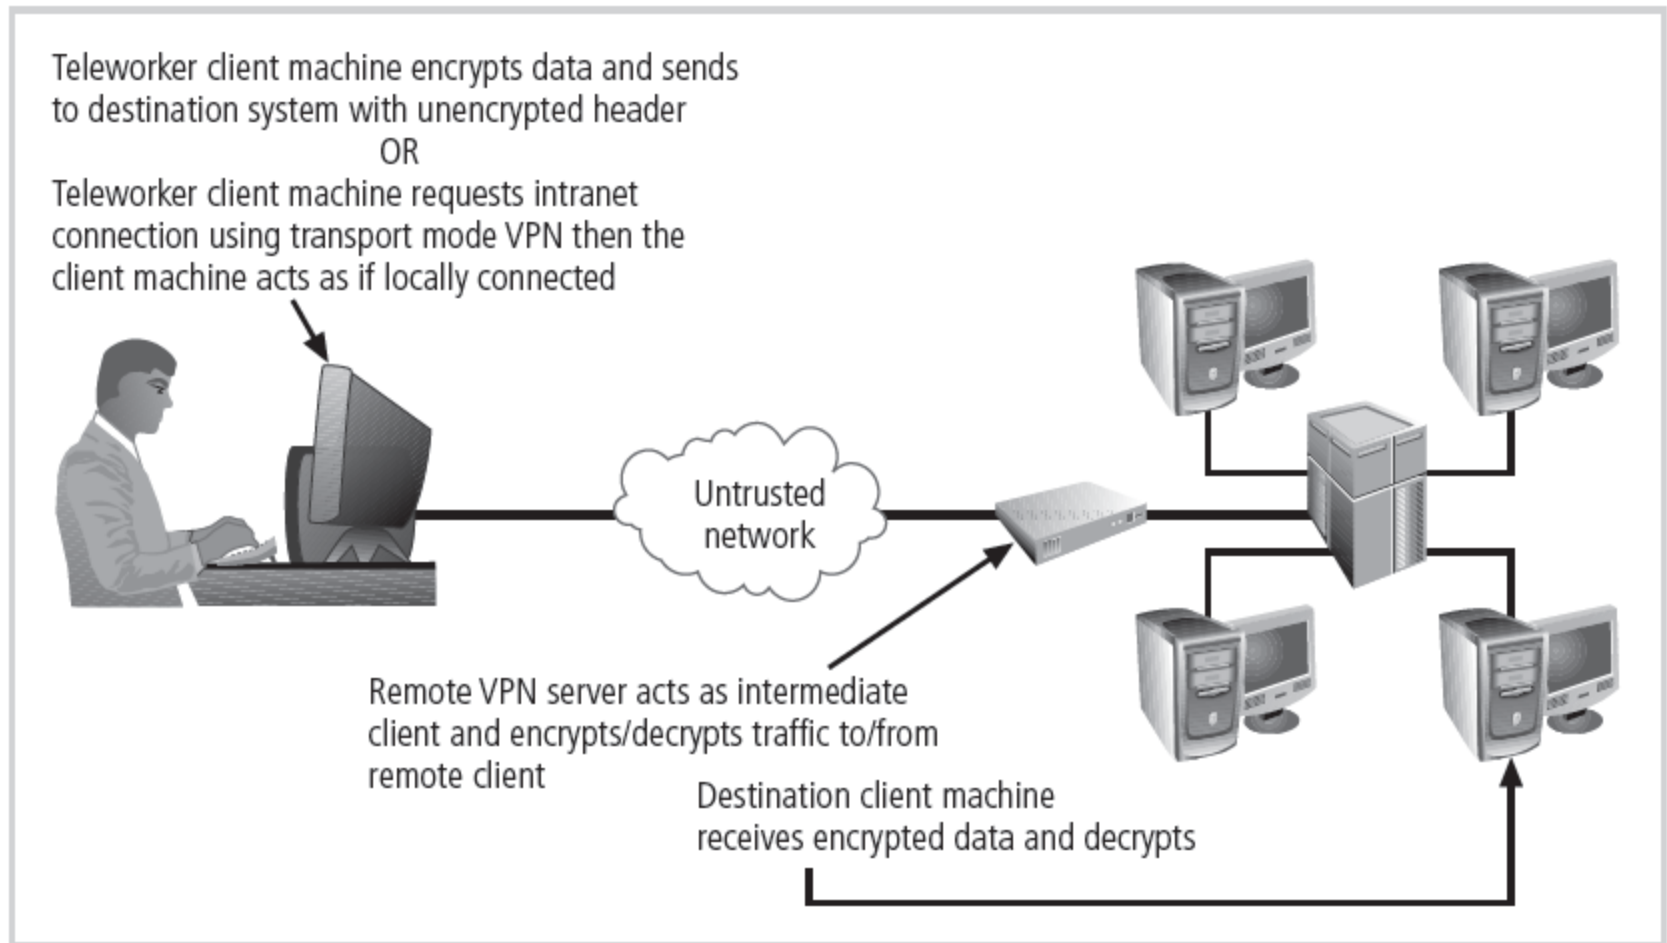 Teleworker client machine encrypts data and sends
to destination system with unencrypted header
OR
Teleworker client machine requests intranet
connection using transport mode VPN then the
client machine acts as if locally connected
Untrusted
network
Remote VPN server acts as intermediate
client and encrypts/decrypts traffic to/from
remote client
Destination client machine
receives encrypted data and decrypts